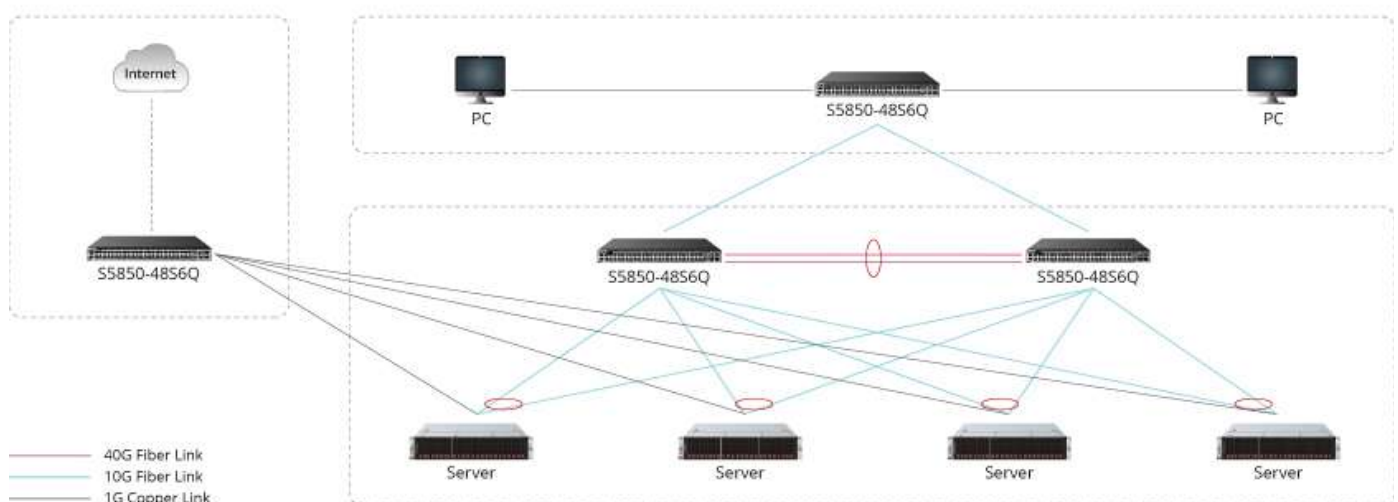 Internet
PC
S5850-48S6Q
PC
S5850-48S6Q
S5850-48S6Q
S5850-48S6Q
Server
Server
Server
Server
40G Fiber Link
10G Fiber Link
1G Copper Link